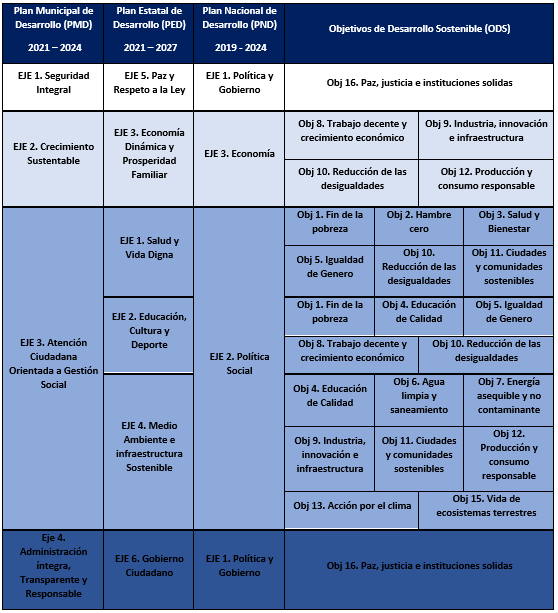 Plan Municipal de
Desarrollo (PMD)
2021 – 2024
Plan Estatal de
Desarrollo (PED)
2021 – 2027
Plan Nacional de
Desarrollo (PND)
2019 - 2024
Objetivos de Desarrollo Sostenible (ODS)
EJE 1. Seguridad
Integral
EJE 5. Paz y
Respeto a la Ley
EJE 1. Política y
Gobierno
Obj 16. Paz, justicia e instituciones solidas
EJE 2. Crecimiento
Sustentable
EJE 3. Economía
Dinámica y
Prosperidad
Familiar
EJE 3. Economía
Obj 8. Trabajo decente y
crecimiento económico
Obj 9. Industria, innovación
e infraestructura
Obj 10. Reducción de las
desigualdades
Obj 12. Producción y
consumo responsable
EJE 3. Atención
Ciudadana
Orientada a Gestión
Social
EJE 1. Salud y
Vida Digna
EJE 2. Política
Social
Obj 1. Fin de la
pobreza
Obj 2. Hambre
cero
Obj 3. Salud y
Bienestar
Obj 5. Igualdad
de Genero
Obj 10.
Reducción de las
desigualdades
Obj 11. Ciudades
y comunidades
sostenibles
EJE 2. Educación,
Cultura y
Deporte
Obj 1. Fin de la
pobreza
Obj 4. Educación
de Calidad
Obj 5. Igualdad
de Genero
Obj 8. Trabajo decente y
crecimiento económico
Obj 10. Reducción de las
desigualdades
EJE 4. Medio
Ambiente e
infraestructura
Sostenible
Obj 4. Educación
de Calidad
Obj 6. Agua
limpia y
saneamiento
Obj 7. Energía
asequible y no
contaminante
Obj 9. Industria,
innovación e
infraestructura
Obj 11. Ciudades
y comunidades
sostenibles
Obj 12.
Producción y
consumo
responsable
Obj 13. Acción por el clima
Obj 15. Vida de
ecosistemas terrestres
Eje 4.
Administración
íntegra,
Transparente y
Responsable
EJE 6. Gobierno
Ciudadano
EJE 1. Política y
Gobierno
Obj 16. Paz, justicia e instituciones solidas